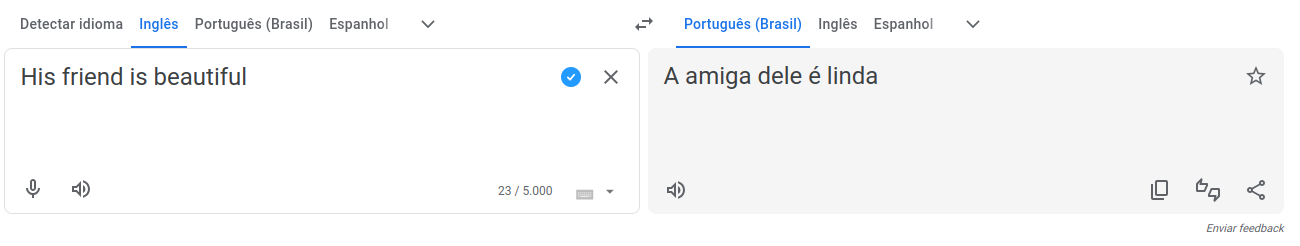 Detectar idioma Inglês Português (Brasil) Espanhol
Português (Brasil) Inglês Espanhol
His friend is beautiful
A amiga dele é linda
23 / 5.000
Enviar feedback